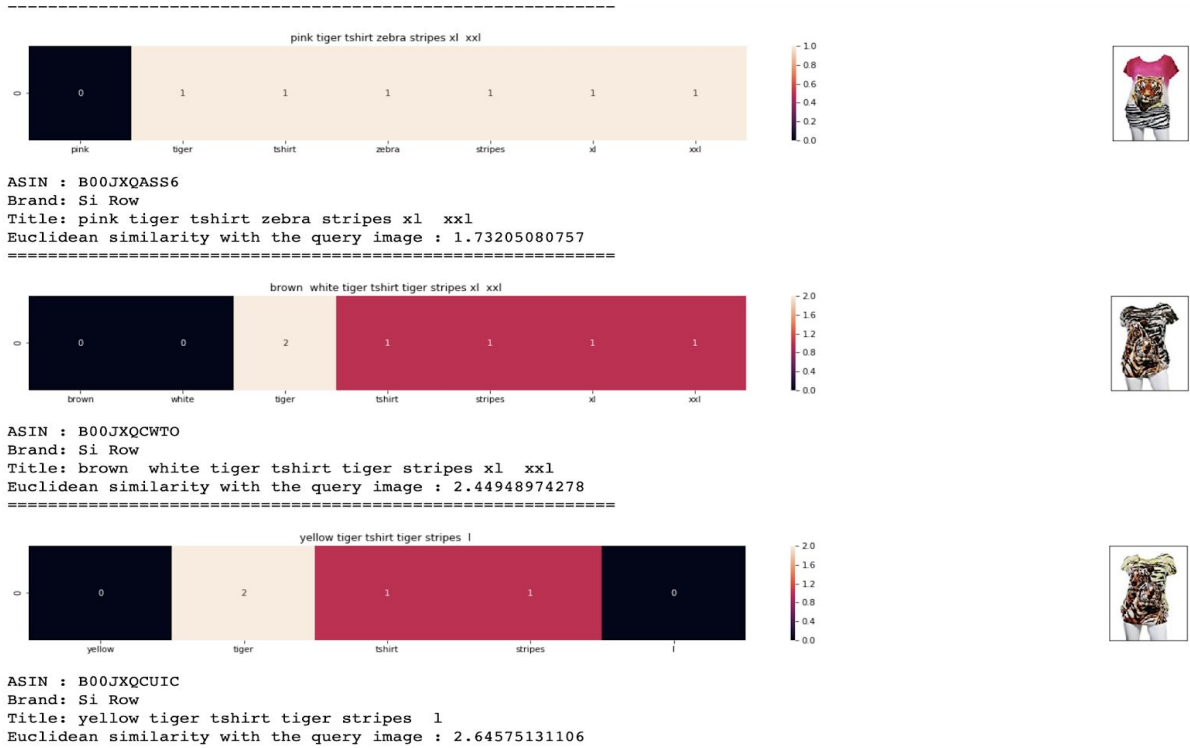 pink tiger tshirt zebra stripes xl  xxl
0 0 1 1 1 1 1 1
pink tiger tshirt zebra stripes xl xxl
1.0
0.8
0.6
0.4
0.2
0.0
ASIN : B00JXQASS6
Brand: Si Row
Title: pink tiger tshirt zebra stripes xl  xxl
Euclidean similarity with the query image : 1.73205080757
============================================================
brown  white tiger tshirt tiger stripes xl  xxl
0 0 0 2 1 1 1 1
brown white tiger tshirt stripes xl xxl
2.0
1.6
1.2
0.8
0.4
0.0
ASIN : B00JXQCWTO
Brand: Si Row
Title: brown  white tiger tshirt tiger stripes xl  xxl
Euclidean similarity with the query image : 2.44948974278
============================================================
yellow tiger tshirt tiger stripes  l
0 0 2 1 1 0
yellow tiger tshirt stripes l
2.0
1.6
1.2
0.8
0.4
0.0
ASIN : B00JXQCUIC
Brand: Si Row
Title: yellow tiger tshirt tiger stripes  l
Euclidean similarity with the query image : 2.64575131106